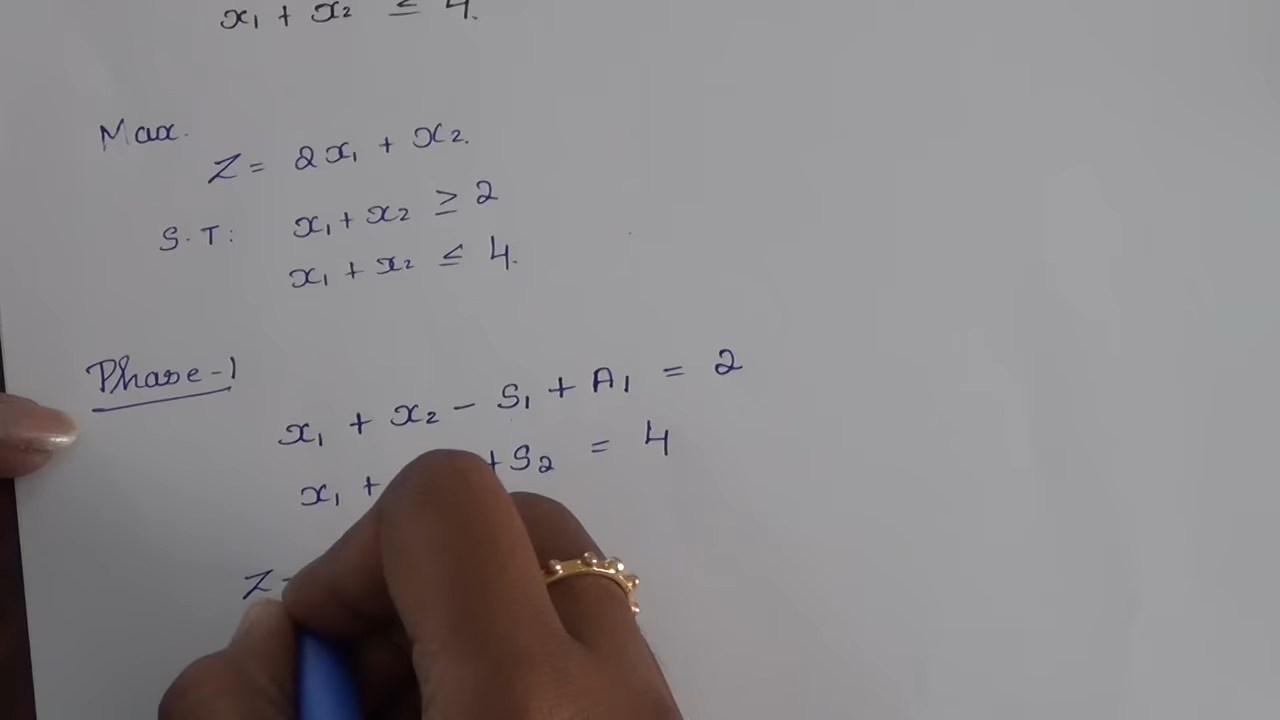 x1 + x2 ≤ 4.
Max.
Z = 2x1 + x2.
S.T: x1 + x2 ≥ 2
x1 + x2 ≤ 4.
Phase-1
x1 + x2 - S1 + A1 = 2
x1 + + S2 = 4
Z =